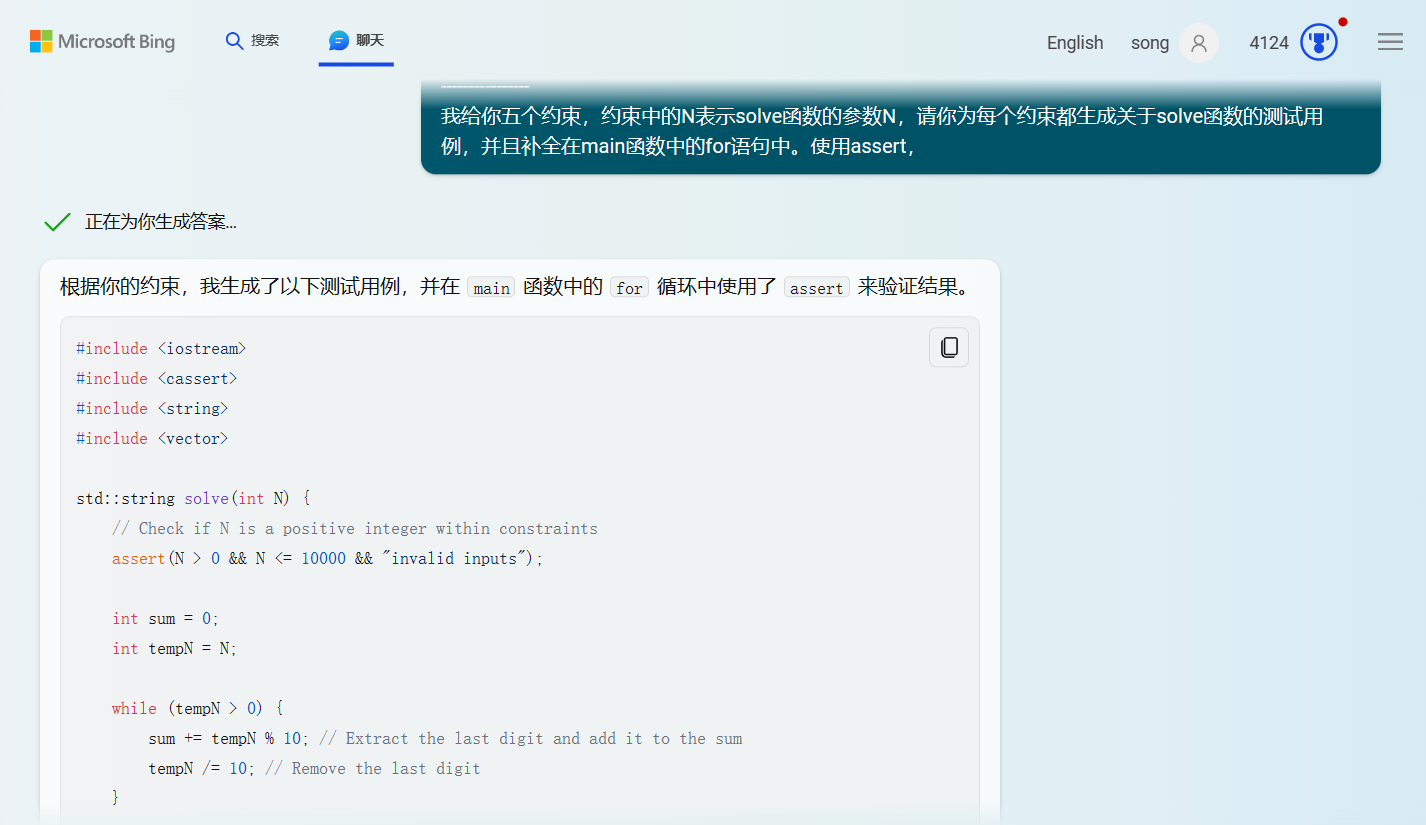 Microsoft Bing 搜索 聊天 English song 4124
我给你五个约束，约束中的N表示solve函数的参数N，请你为每个约束都生成关于solve函数的测试用
例，并且补全在main函数中的for语句中。使用assert，
正在为你生成答案...
根据你的约束，我生成了以下测试用例，并在 main 函数中的 for 循环中使用了 assert 来验证结果。
#include <iostream>
#include <cassert>
#include <string>
#include <vector>
std::string solve(int N) {
// Check if N is a positive integer within constraints
assert(N > 0 && N <= 10000 && "invalid inputs");
int sum = 0;
int tempN = N;
while (tempN > 0) {
sum += tempN % 10; // Extract the last digit and add it to the sum
tempN /= 10; // Remove the last digit
}